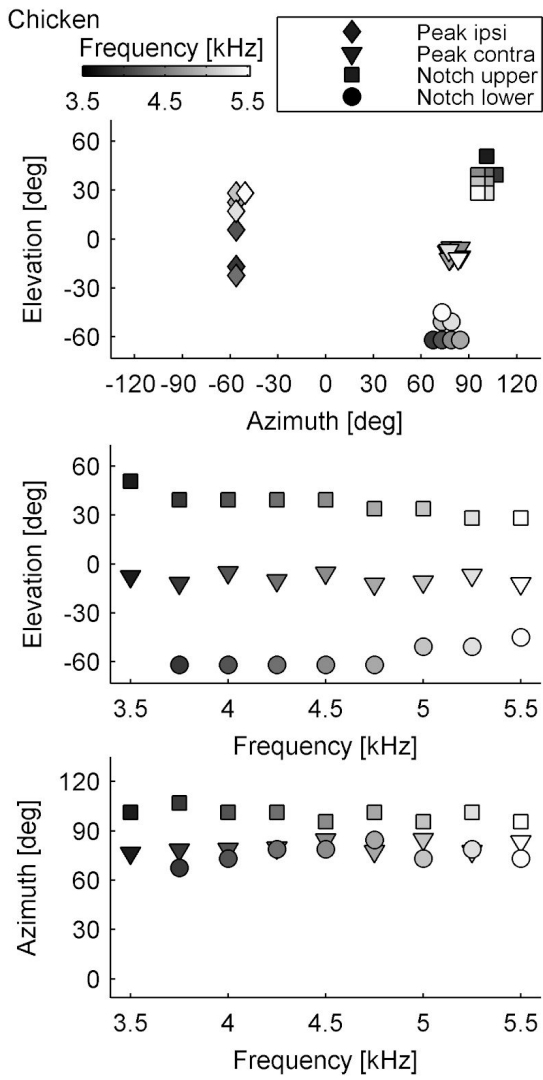 Chicken
Frequency [kHz]
3.5 4.5 5.5
Peak ipsi
Peak contra
Notch upper
Notch lower
60
30
0
-30
-60
Elevation [deg]
-120 -90 -60 -30 0 30 60 90 120
Azimuth [deg]
60
30
0
-30
-60
Elevation [deg]
3.5 4 4.5 5 5.5
Frequency [kHz]
120
90
60
30
0
Azimuth [deg]
3.5 4 4.5 5 5.5
Frequency [kHz]